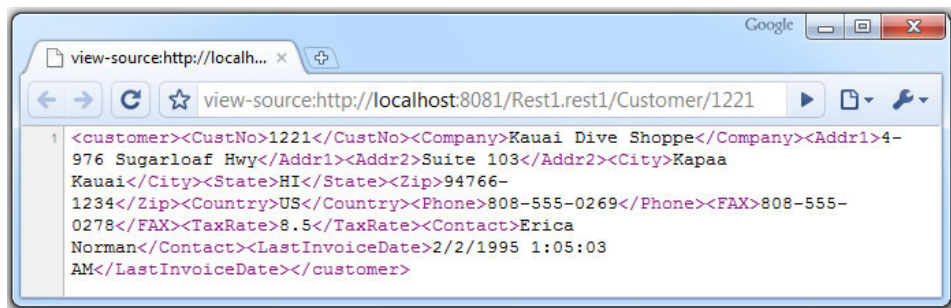 Google
view-source:http://localh...
view-source:http://localhost:8081/Rest1.rest1/Customer/1221
1 <customer><CustNo>1221</CustNo><Company>Kauai Dive Shoppe</Company><Addr1>4-
976 Sugarloaf Hwy</Addr1><Addr2>Suite 103</Addr2><City>Kapaa
Kauai</City><State>HI</State><Zip>94766-
1234</Zip><Country>US</Country><Phone>808-555-0269</Phone><FAX>808-555-
0278</FAX><TaxRate>8.5</TaxRate><Contact>Erica
Norman</Contact><LastInvoiceDate>2/2/1995 1:05:03
AM</LastInvoiceDate></customer>